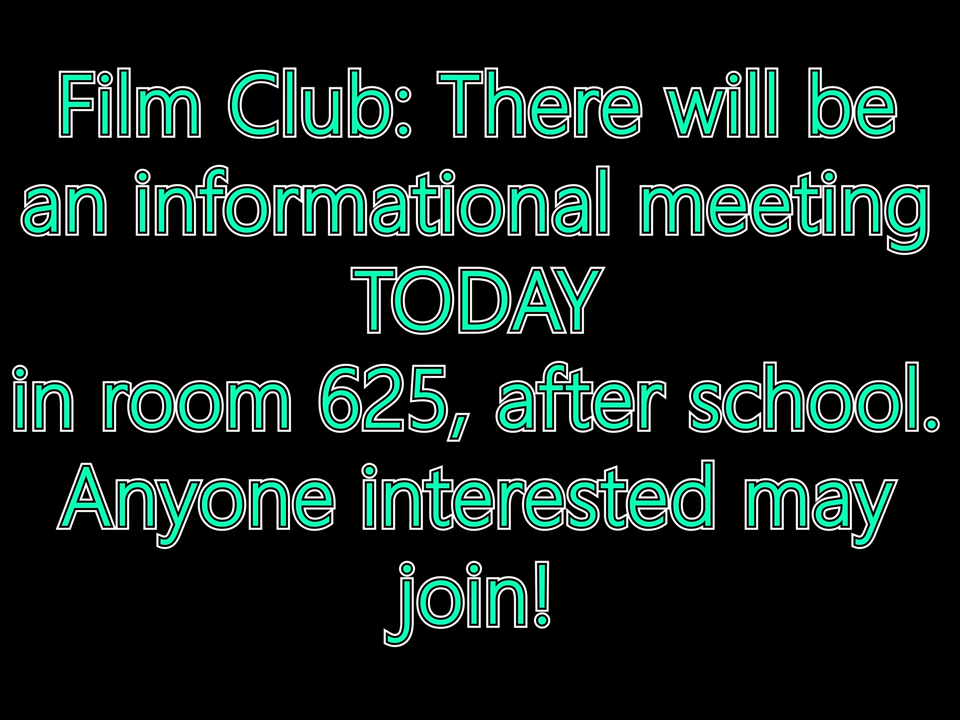 Film Club: There will be
an informational meeting
TODAY
in room 625, after school.
Anyone interested may
join!